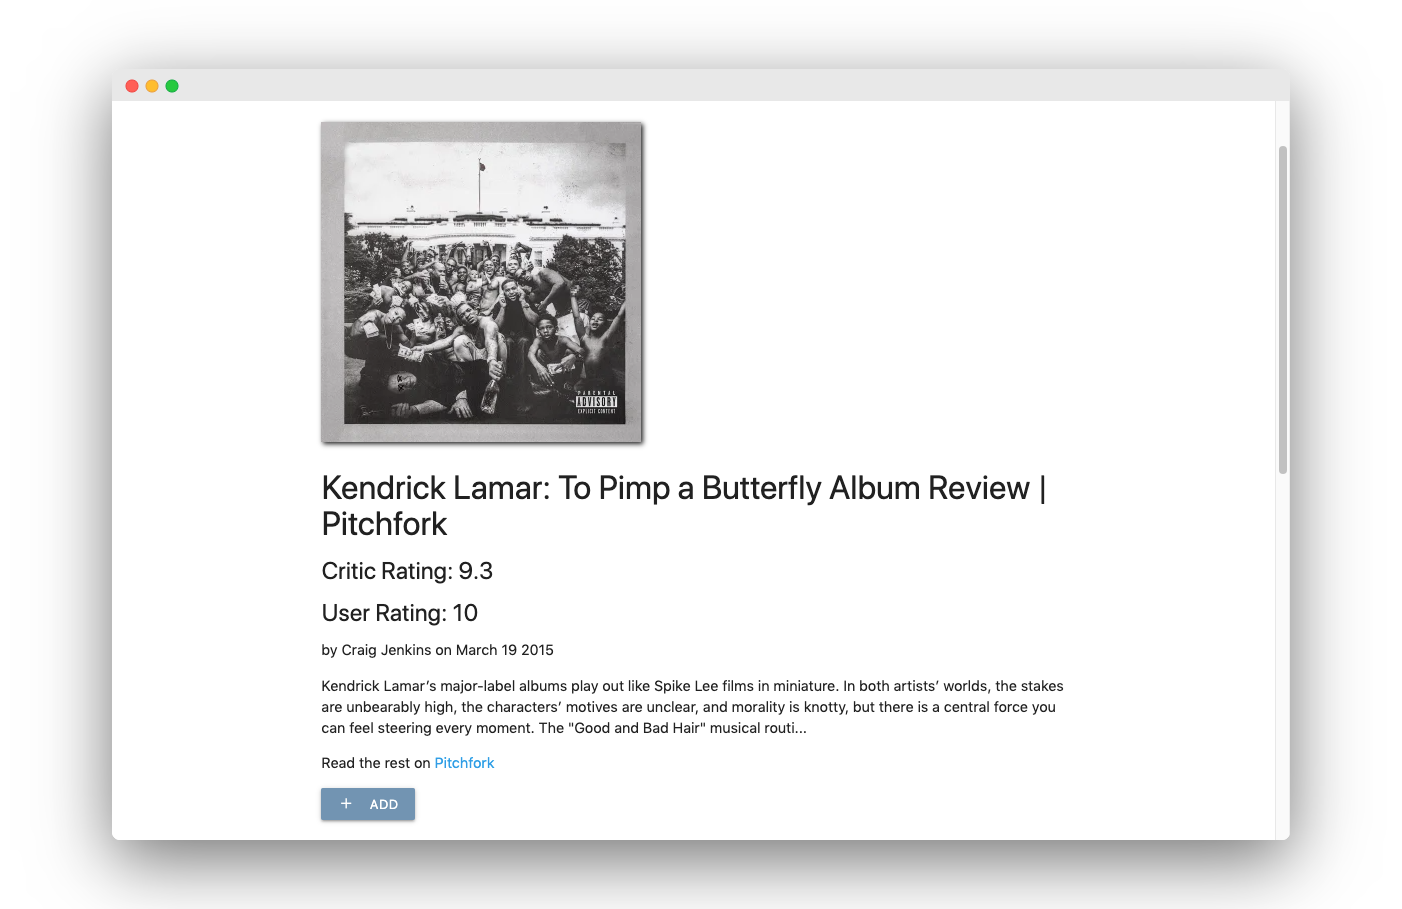 PARENTAL
ADVISORY
EXPLICIT CONTENT
Kendrick Lamar: To Pimp a Butterfly Album Review |
Pitchfork
Critic Rating: 9.3
User Rating: 10
by Craig Jenkins on March 19 2015
Kendrick Lamar’s major-label albums play out like Spike Lee films in miniature. In both artists’ worlds, the stakes
are unbearably high, the characters’ motives are unclear, and morality is knotty, but there is a central force you
can feel steering every moment. The "Good and Bad Hair" musical routi...
Read the rest on Pitchfork
+ ADD